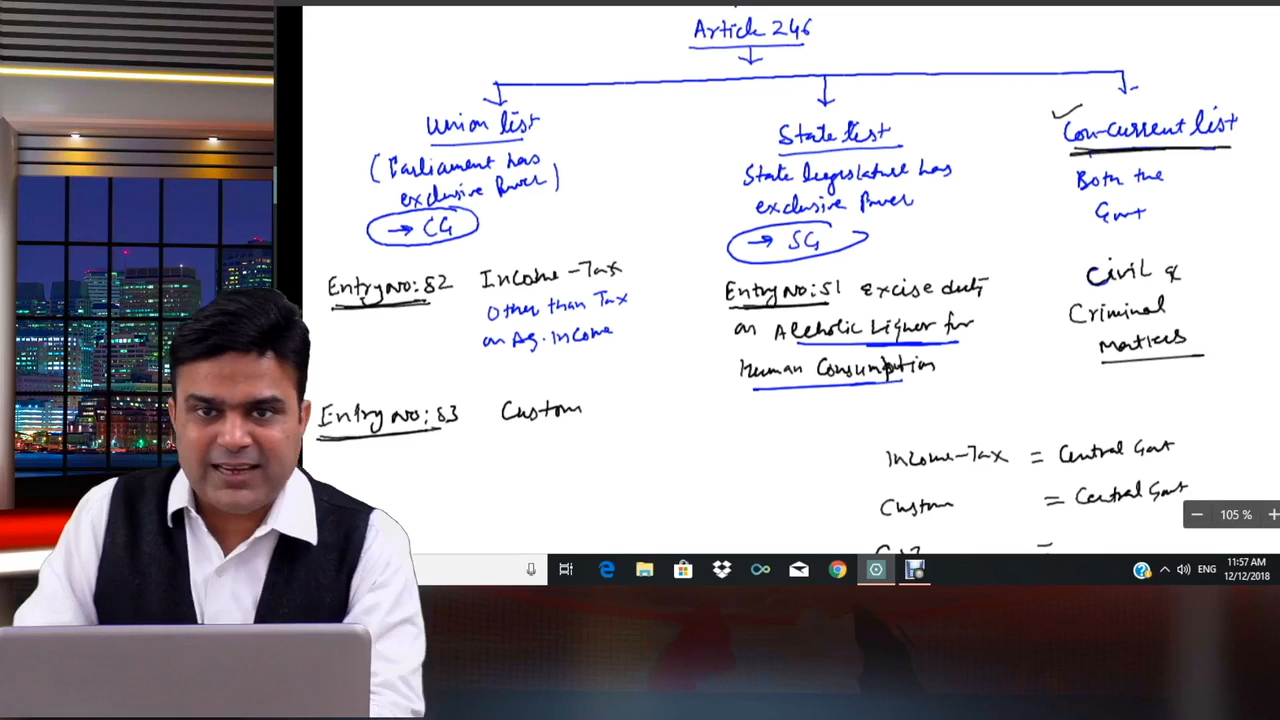 Article 246
Union list
(Parliament has
exclusive Power)
→ CG
Entry No: 82 Income-Tax
Other than Tax
on Ag. Income
Entry No: 83 Custom
State list
State legislature has
exclusive Power
→ SG
Entry No: 51 excise duty
on Alcoholic Liquor for
Human Consumption
Con-current list
Both the
Govt
Civil &
Criminal
Matters
Income-Tax = Central Govt
Custom = Central Govt
=
105 %
ENG
11:57 AM
12/12/2018